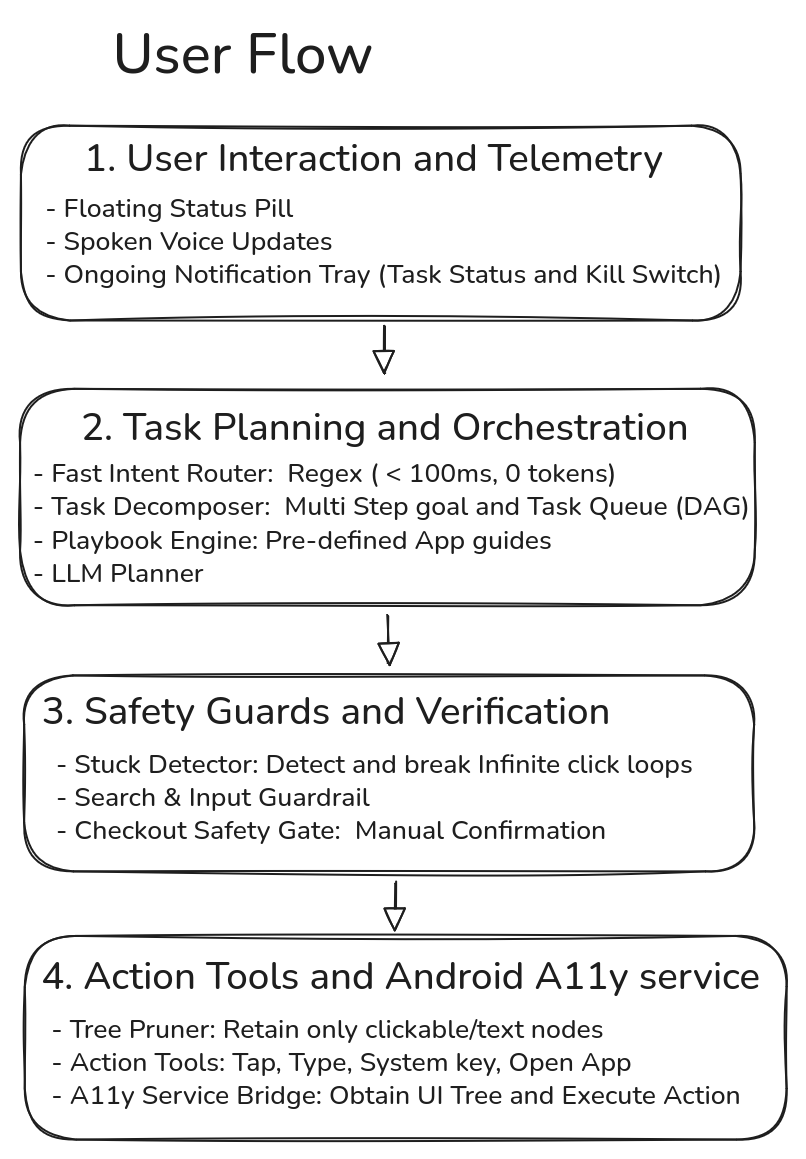 User Flow
1. User Interaction and Telemetry
- Floating Status Pill
- Spoken Voice Updates
- Ongoing Notification Tray (Task Status and Kill Switch)
2. Task Planning and Orchestration
- Fast Intent Router:  Regex ( < 100ms, 0 tokens)
- Task Decomposer:  Multi Step goal and Task Queue (DAG)
- Playbook Engine: Pre-defined App guides
- LLM Planner
3. Safety Guards and Verification
- Stuck Detector: Detect and break Infinite click loops
- Search & Input Guardrail
- Checkout Safety Gate:  Manual Confirmation
4. Action Tools and Android A11y service
- Tree Pruner: Retain only clickable/text nodes
- Action Tools: Tap, Type, System key, Open App
- A11y Service Bridge: Obtain UI Tree and Execute Action